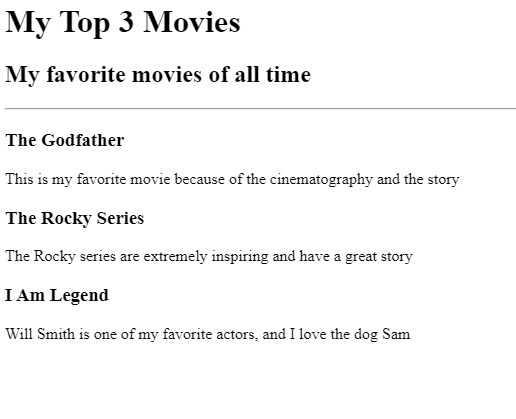 My Top 3 Movies
My favorite movies of all time
The Godfather
This is my favorite movie because of the cinematography and the story
The Rocky Series
The Rocky series are extremely inspiring and have a great story
I Am Legend
Will Smith is one of my favorite actors, and I love the dog Sam